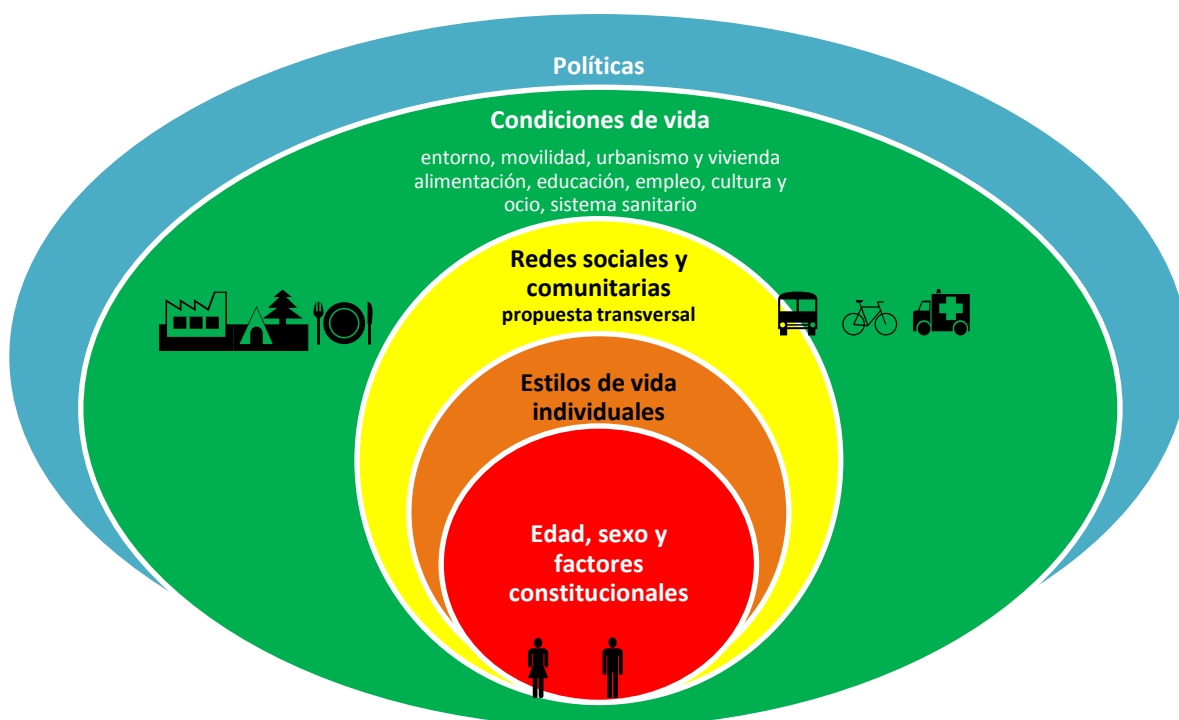 Políticas
Condiciones de vida
entorno, movilidad, urbanismo y vivienda
alimentación, educación, empleo, cultura y
ocio, sistema sanitario
Redes sociales y
comunitarias
propuesta transversal
Estilos de vida
individuales
Edad, sexo y
factores
constitucionales